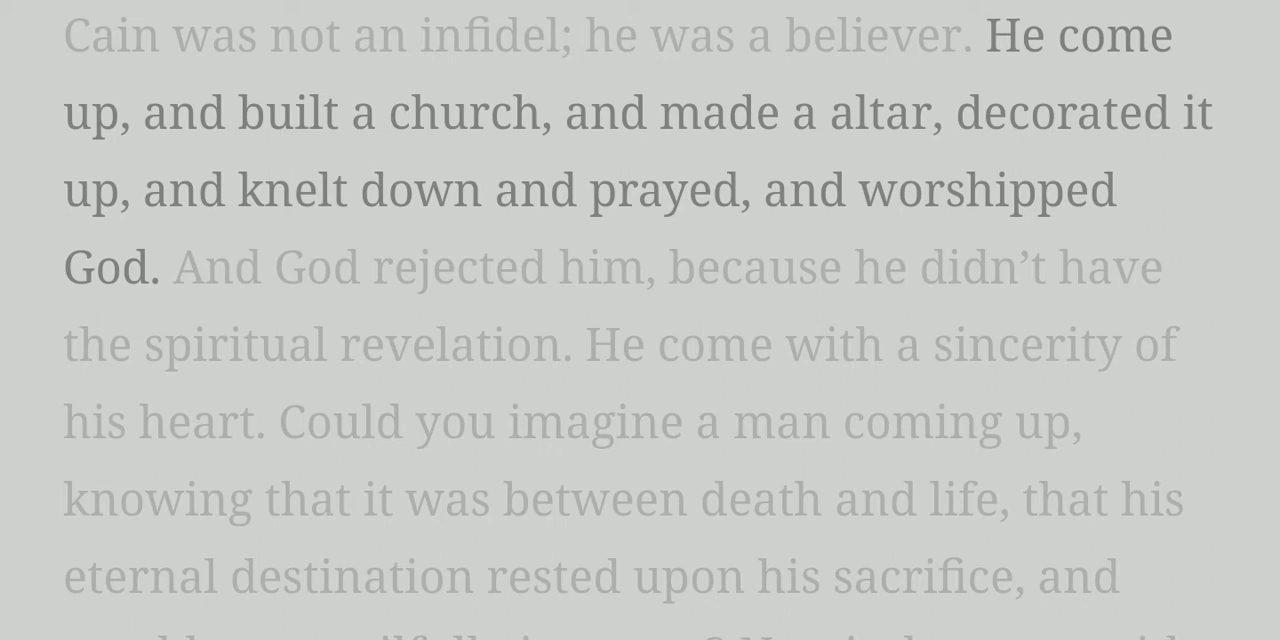 Cain was not an infidel; he was a believer. He come
up, and built a church, and made a altar, decorated it
up, and knelt down and prayed, and worshipped
God. And God rejected him, because he didn’t have
the spiritual revelation. He come with a sincerity of
his heart. Could you imagine a man coming up,
knowing that it was between death and life, that his
eternal destination rested upon his sacrifice, and